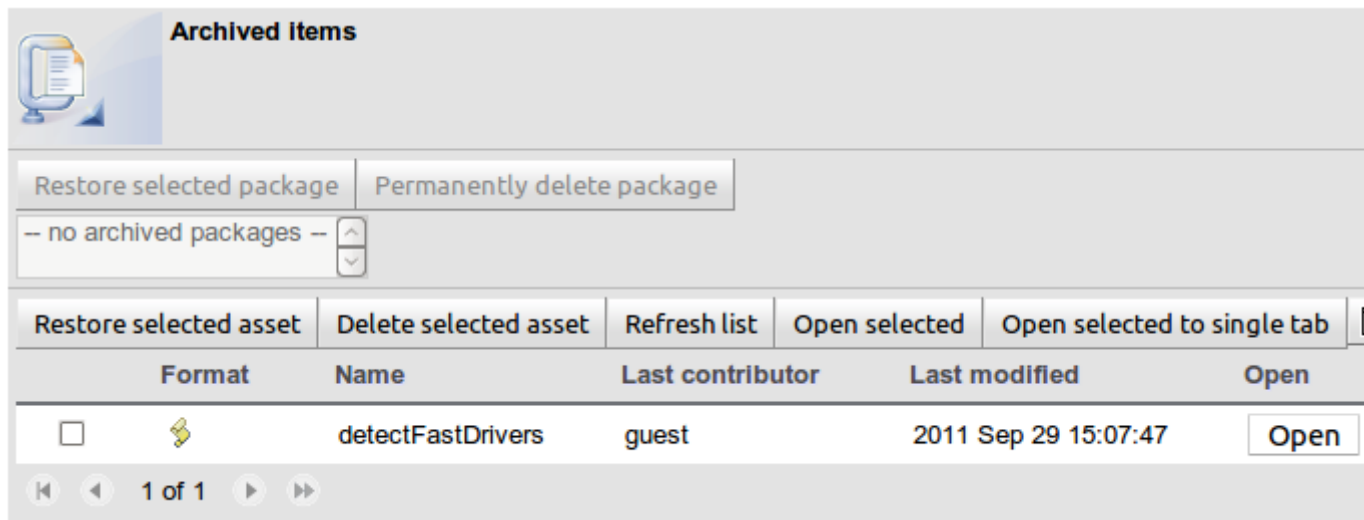 Archived items
Restore selected package Permanently delete package
-- no archived packages --
Restore selected asset Delete selected asset Refresh list Open selected Open selected to single tab
Format Name Last contributor Last modified Open
detectFastDrivers guest 2011 Sep 29 15:07:47 Open
1 of 1